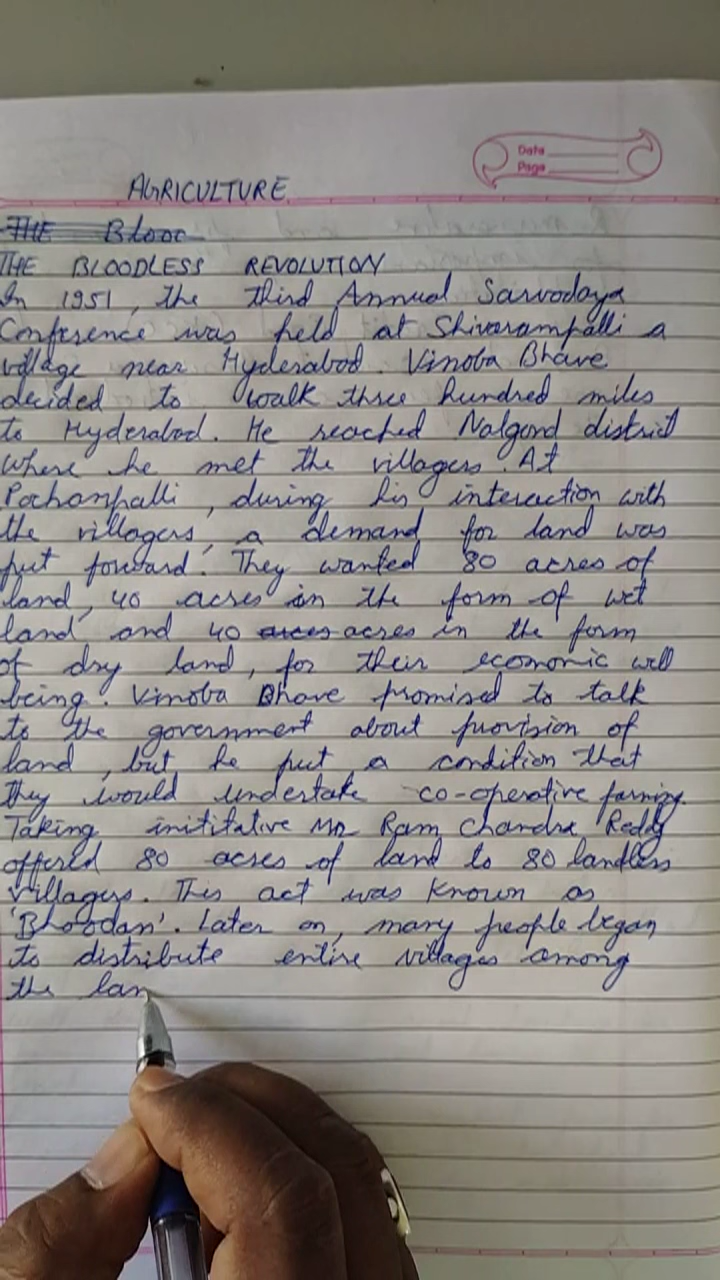 Date
Page
AGRICULTURE
THE Bloo
THE BLOODLESS REVOLUTION
In 1951, the third Annual Sarvodaya
Conference was held at Shivarampalli a
village near Hyderabad. Vinoba Bhave
decided to walk three hundred miles
to Hyderabad. He reached Nalgond district
where he met the villagers. At
Pochampalli, during his interaction with
the villagers, a demand for land was
put forward. They wanted 80 acres of
land, 40 acres in the form of wet
land and 40 acres acres in the form
of dry land, for their economic well
being. Vinoba Bhave promised to talk
to the government about provision of
land, but he put a condition that
they would undertake co-operative farming.
Taking inititative Mr Ram Chandra Reddy
offered 80 acres of land to 80 landless
villagers. This act was known as
'Bhoodan'. Later on, many people began
to distribute entire villages among
the lan